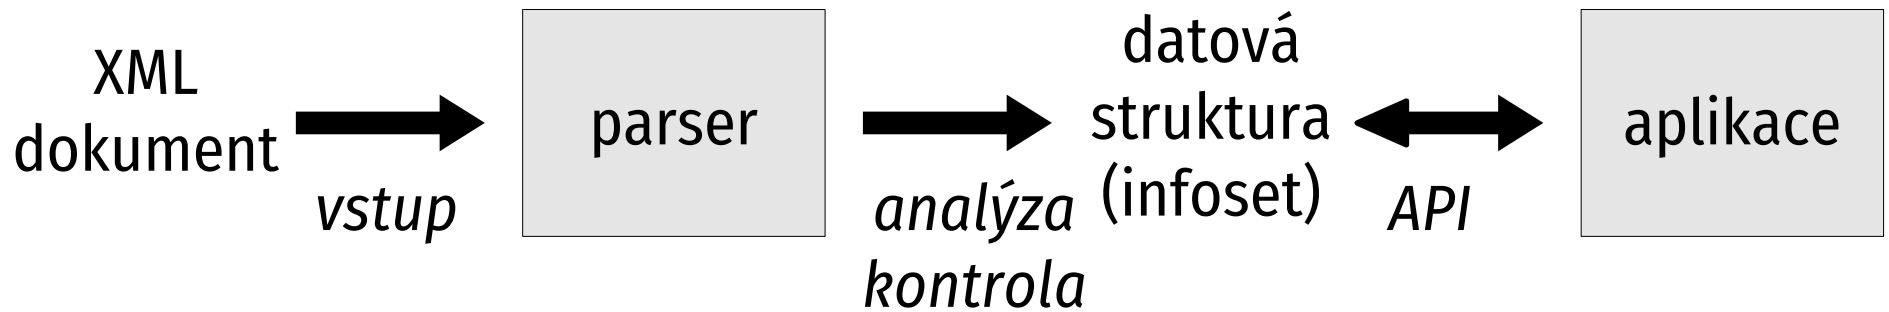 XML
dokument
vstup
parser
analýza
kontrola
datová
struktura
(infoset)
API
aplikace